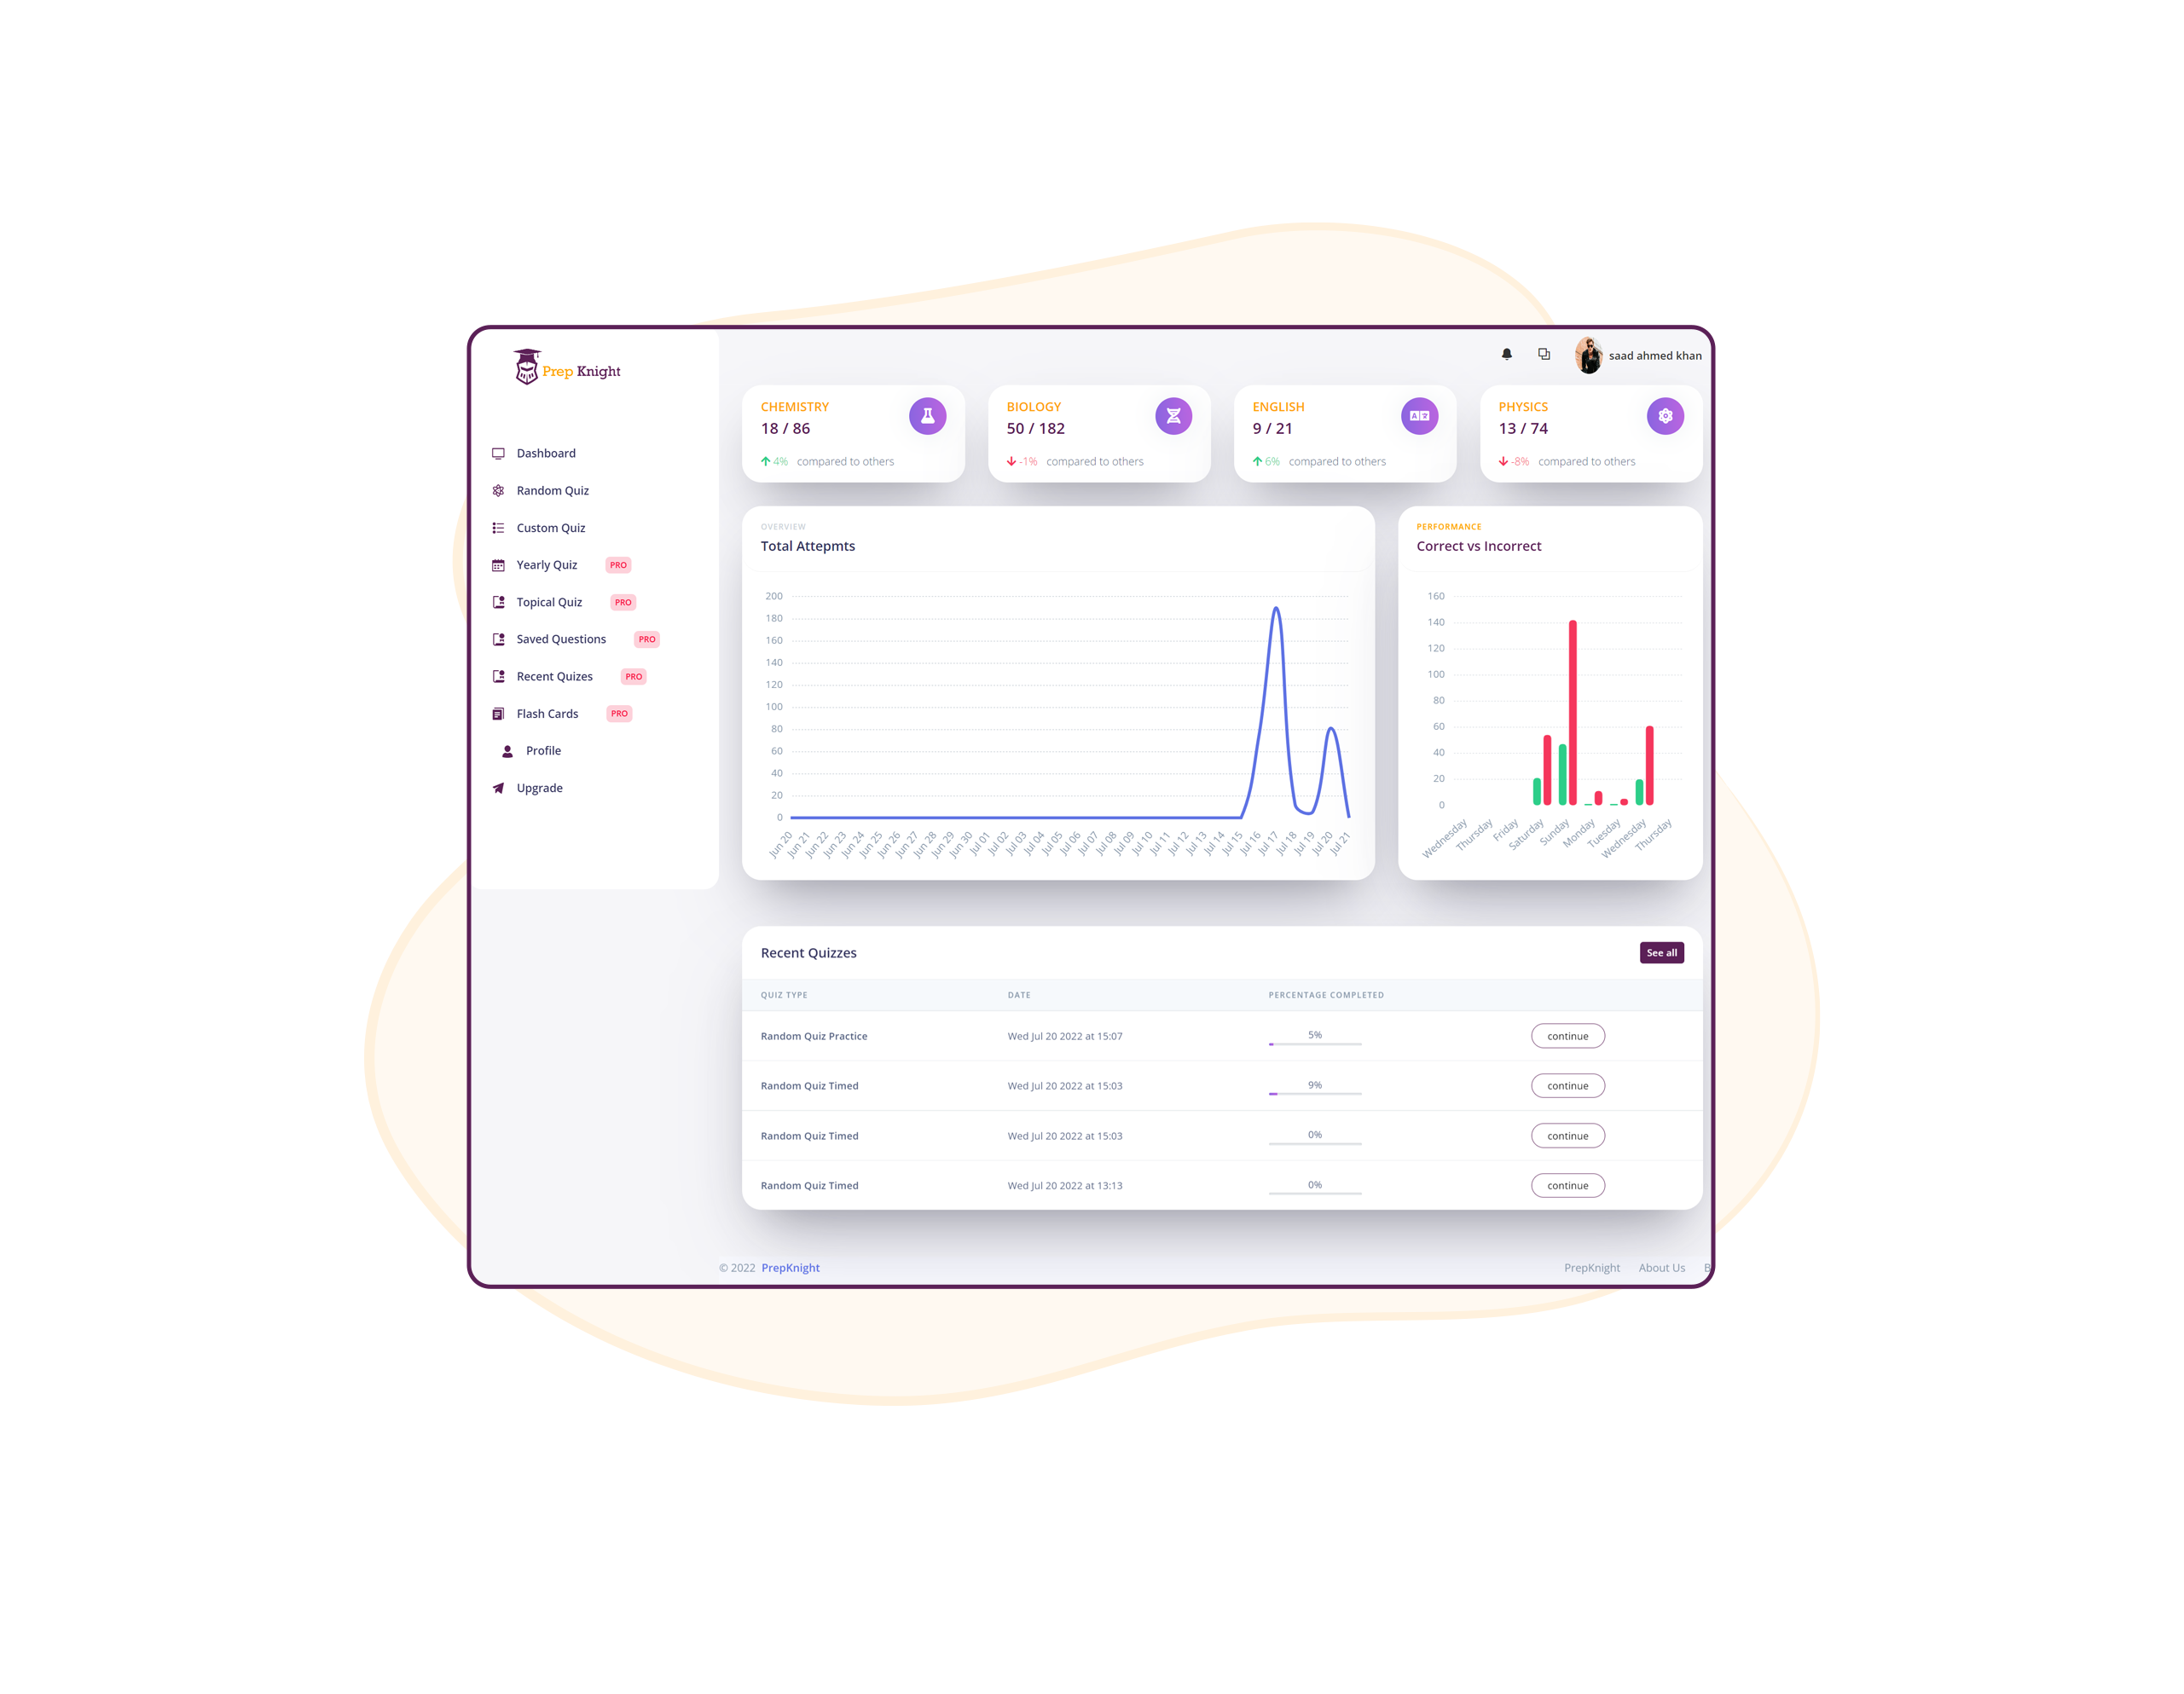 Prep Knight
saad ahmed khan
Dashboard
Random Quiz
Custom Quiz
Yearly Quiz PRO
Topical Quiz PRO
Saved Questions PRO
Recent Quizes PRO
Flash Cards PRO
Profile
Upgrade
CHEMISTRY
18 / 86
4% compared to others
BIOLOGY
50 / 182
-1% compared to others
ENGLISH
9 / 21
6% compared to others
PHYSICS
13 / 74
-8% compared to others
OVERVIEW
Total Attepmts
200
180
160
140
120
100
80
60
40
20
0
Jun 20
Jun 21
Jun 22
Jun 23
Jun 24
Jun 25
Jun 26
Jun 27
Jun 28
Jun 29
Jun 30
Jul 01
Jul 02
Jul 03
Jul 04
Jul 05
Jul 06
Jul 07
Jul 08
Jul 09
Jul 10
Jul 11
Jul 12
Jul 13
Jul 14
Jul 15
Jul 16
Jul 17
Jul 18
Jul 19
Jul 20
Jul 21
PERFORMANCE
Correct vs Incorrect
160
140
120
100
80
60
40
20
0
Wednesday
Thursday
Friday
Saturday
Sunday
Monday
Tuesday
Wednesday
Thursday
Recent Quizzes See all
QUIZ TYPE DATE PERCENTAGE COMPLETED
Random Quiz Practice Wed Jul 20 2022 at 15:07 5% continue
Random Quiz Timed Wed Jul 20 2022 at 15:03 9% continue
Random Quiz Timed Wed Jul 20 2022 at 15:03 0% continue
Random Quiz Timed Wed Jul 20 2022 at 13:13 0% continue
© 2022 PrepKnight PrepKnight About Us